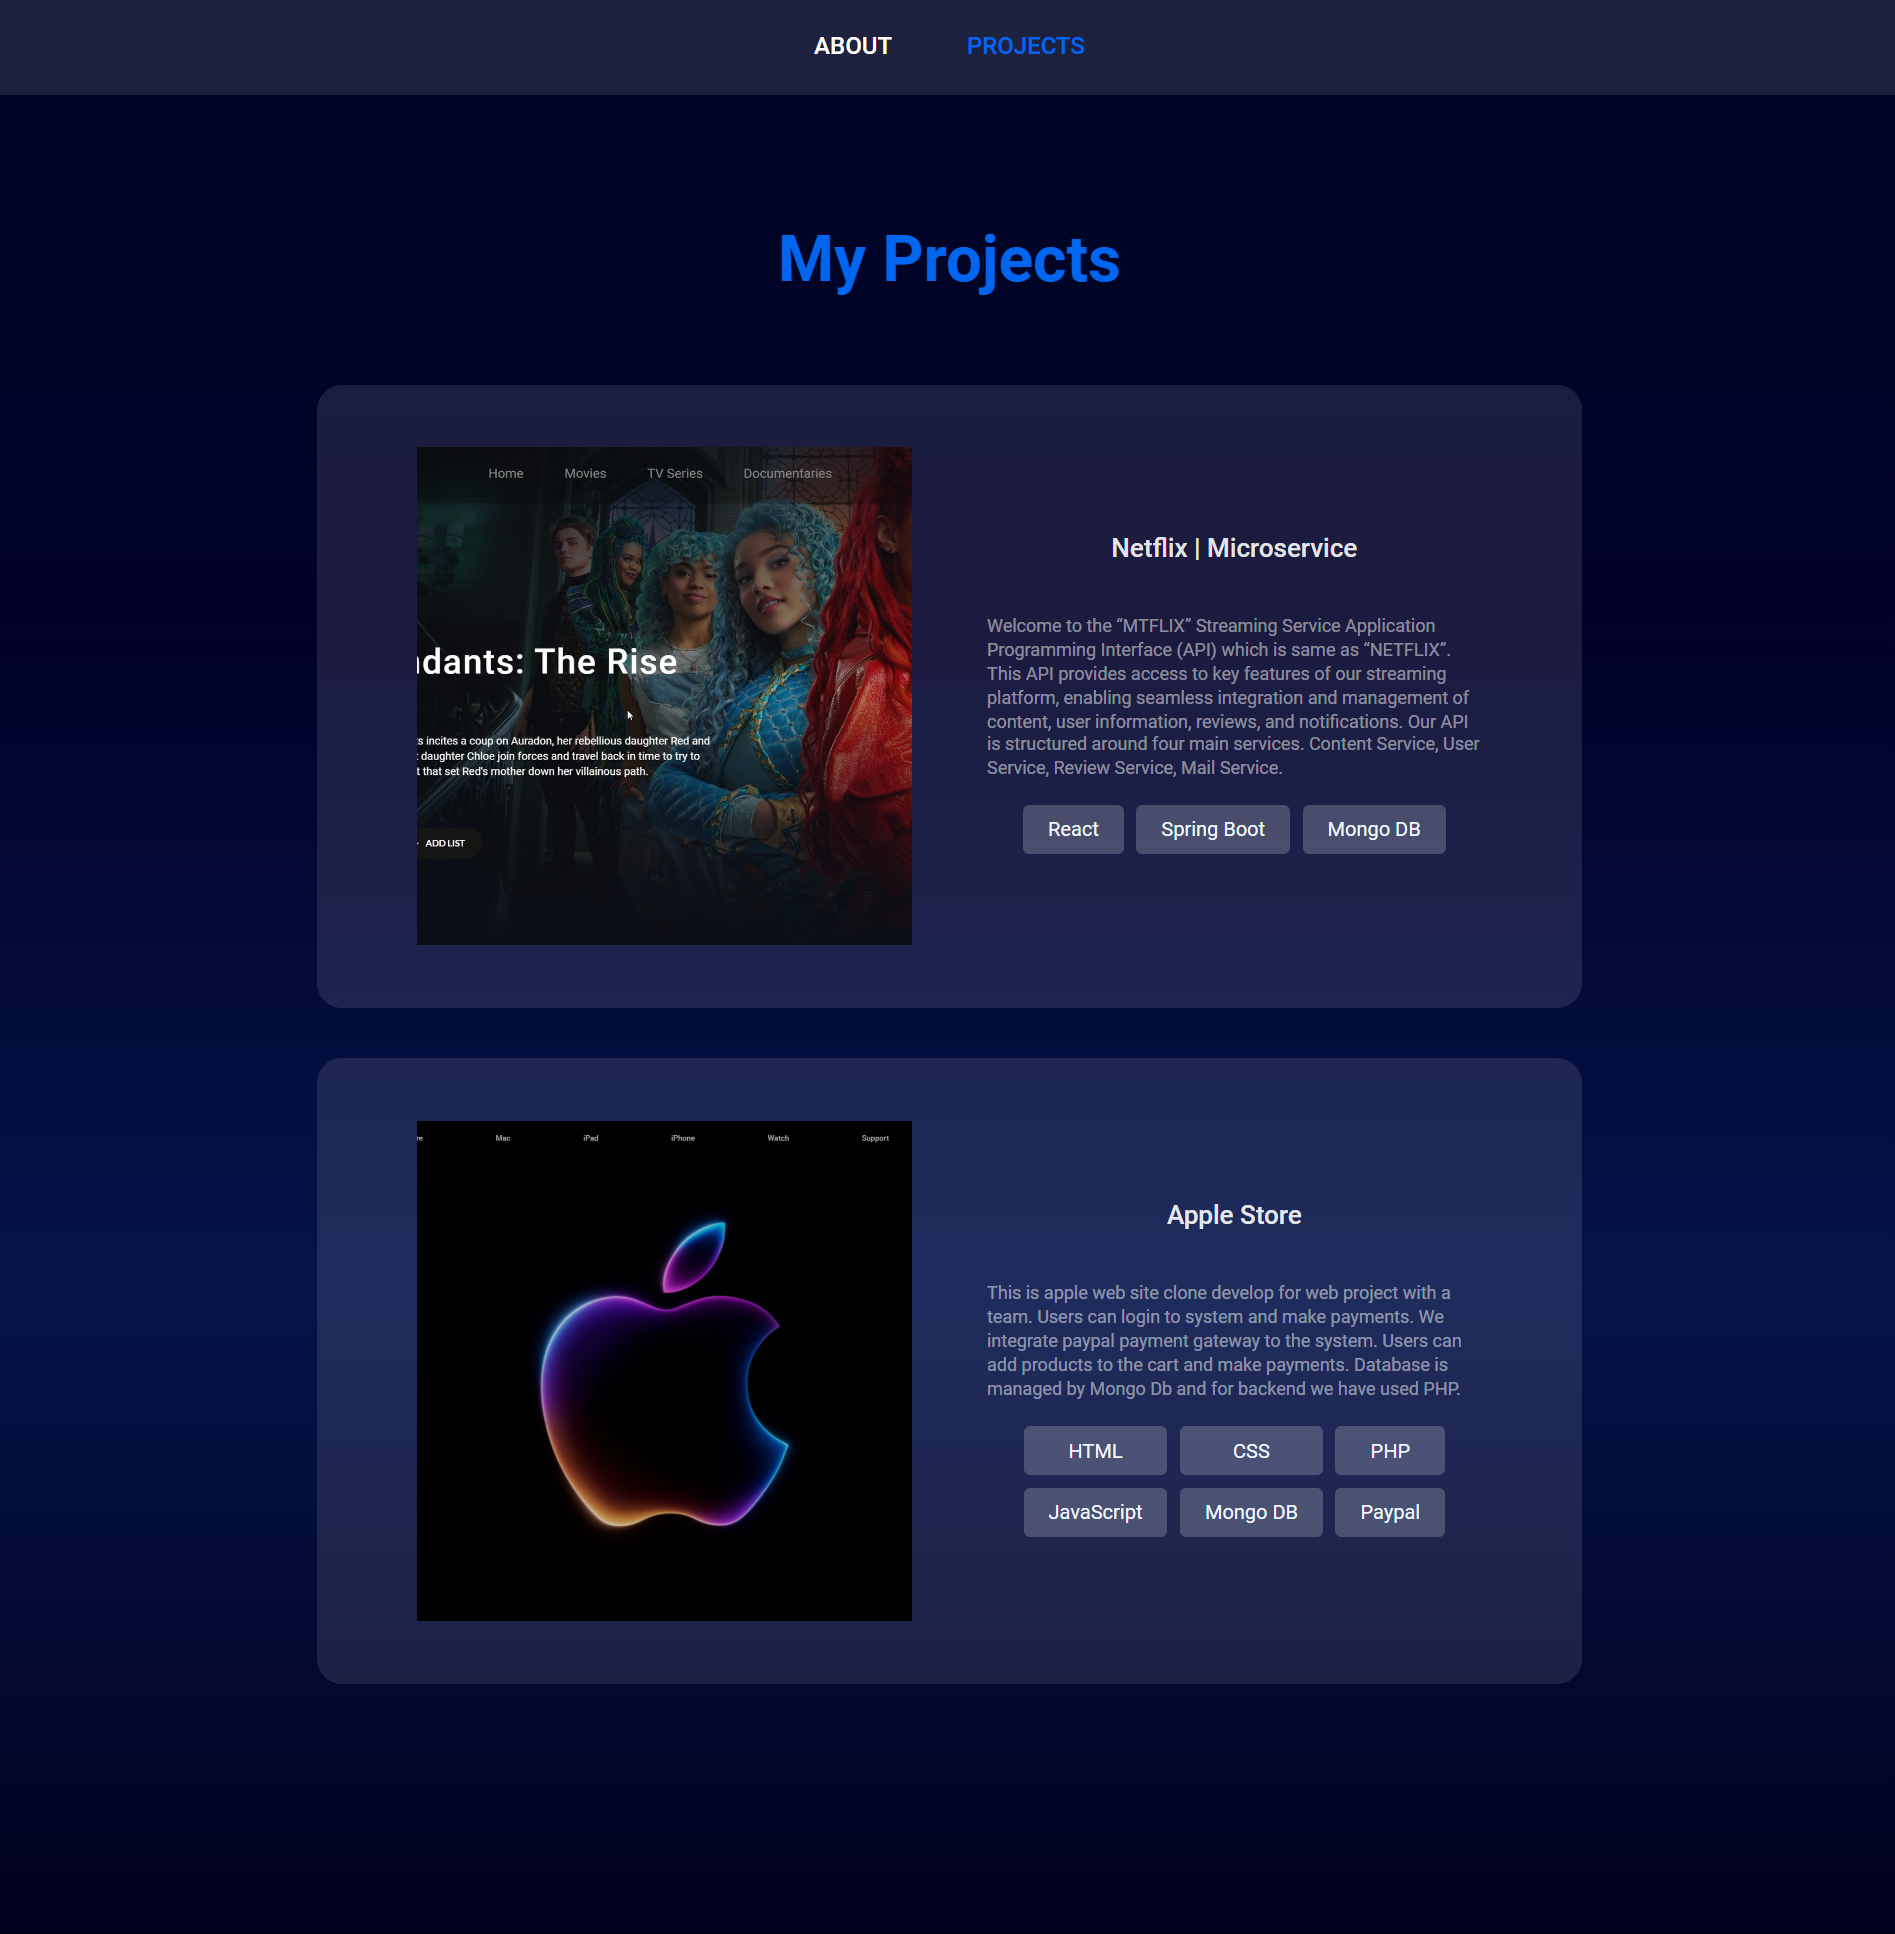 ABOUT PROJECTS
My Projects
Home Movies TV Series Documentaries
ndants: The Rise
s incites a coup on Auradon, her rebellious daughter Red and
daughter Chloe join forces and travel back in time to try to
t that set Red's mother down her villainous path.
ADD LIST
Netflix | Microservice
Welcome to the “MTFLIX” Streaming Service Application
Programming Interface (API) which is same as “NETFLIX”.
This API provides access to key features of our streaming
platform, enabling seamless integration and management of
content, user information, reviews, and notifications. Our API
is structured around four main services. Content Service, User
Service, Review Service, Mail Service.
React Spring Boot Mongo DB
re Mac iPad iPhone Watch Support
Apple Store
This is apple web site clone develop for web project with a
team. Users can login to system and make payments. We
integrate paypal payment gateway to the system. Users can
add products to the cart and make payments. Database is
managed by Mongo Db and for backend we have used PHP.
HTML CSS PHP
JavaScript Mongo DB Paypal